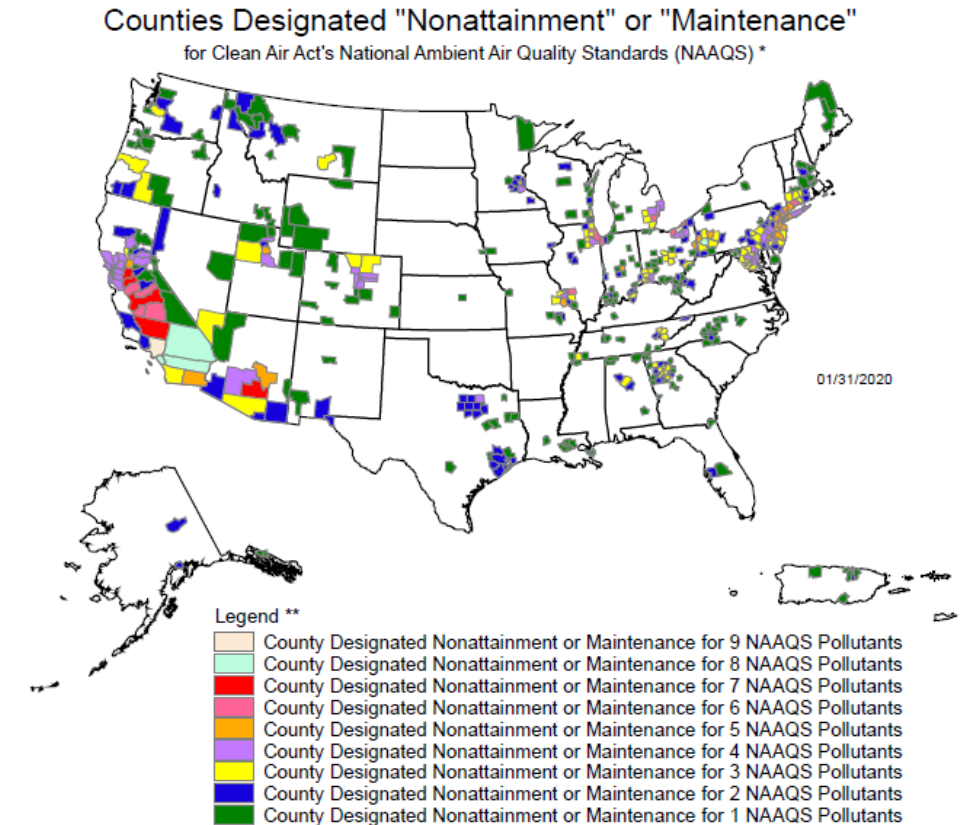 Counties Designated "Nonattainment" or "Maintenance"
for Clean Air Act's National Ambient Air Quality Standards (NAAQS) *
01/31/2020
Legend **
County Designated Nonattainment or Maintenance for 9 NAAQS Pollutants
County Designated Nonattainment or Maintenance for 8 NAAQS Pollutants
County Designated Nonattainment or Maintenance for 7 NAAQS Pollutants
County Designated Nonattainment or Maintenance for 6 NAAQS Pollutants
County Designated Nonattainment or Maintenance for 5 NAAQS Pollutants
County Designated Nonattainment or Maintenance for 4 NAAQS Pollutants
County Designated Nonattainment or Maintenance for 3 NAAQS Pollutants
County Designated Nonattainment or Maintenance for 2 NAAQS Pollutants
County Designated Nonattainment or Maintenance for 1 NAAQS Pollutants